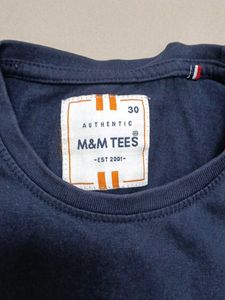 30
AUTHENTIC
M&M TEES®
-EST 2001-